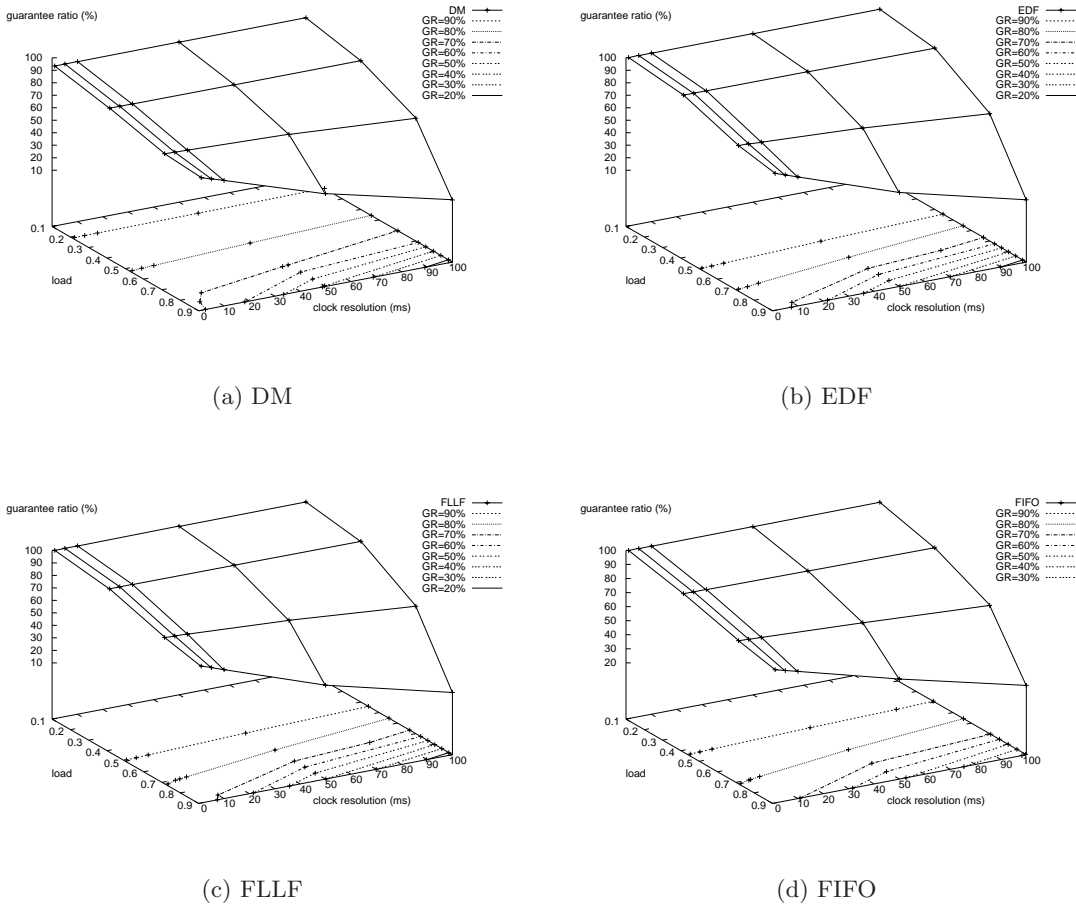 guarantee ratio (%)
DM
GR=90%
GR=80%
GR=70%
GR=60%
GR=50%
GR=40%
GR=30%
GR=20%
100
90
80
70
60
50
40
30
20
10
0.1
0.2
0.3
0.4
0.5
0.6
0.7
0.8
0.9
load
0
10
20
30
40
50
60
70
80
90
100
clock resolution (ms)
(a) DM
guarantee ratio (%)
EDF
GR=90%
GR=80%
GR=70%
GR=60%
GR=50%
GR=40%
GR=30%
GR=20%
100
90
80
70
60
50
40
30
20
10
0.1
0.2
0.3
0.4
0.5
0.6
0.7
0.8
0.9
load
0
10
20
30
40
50
60
70
80
90
100
clock resolution (ms)
(b) EDF
guarantee ratio (%)
FLLF
GR=90%
GR=80%
GR=70%
GR=60%
GR=50%
GR=40%
GR=30%
GR=20%
100
90
80
70
60
50
40
30
20
10
0.1
0.2
0.3
0.4
0.5
0.6
0.7
0.8
0.9
load
0
10
20
30
40
50
60
70
80
90
100
clock resolution (ms)
(c) FLLF
guarantee ratio (%)
FIFO
GR=90%
GR=80%
GR=70%
GR=60%
GR=50%
GR=40%
GR=30%
100
90
80
70
60
50
40
30
20
0.1
0.2
0.3
0.4
0.5
0.6
0.7
0.8
0.9
load
0
10
20
30
40
50
60
70
80
90
100
clock resolution (ms)
(d) FIFO